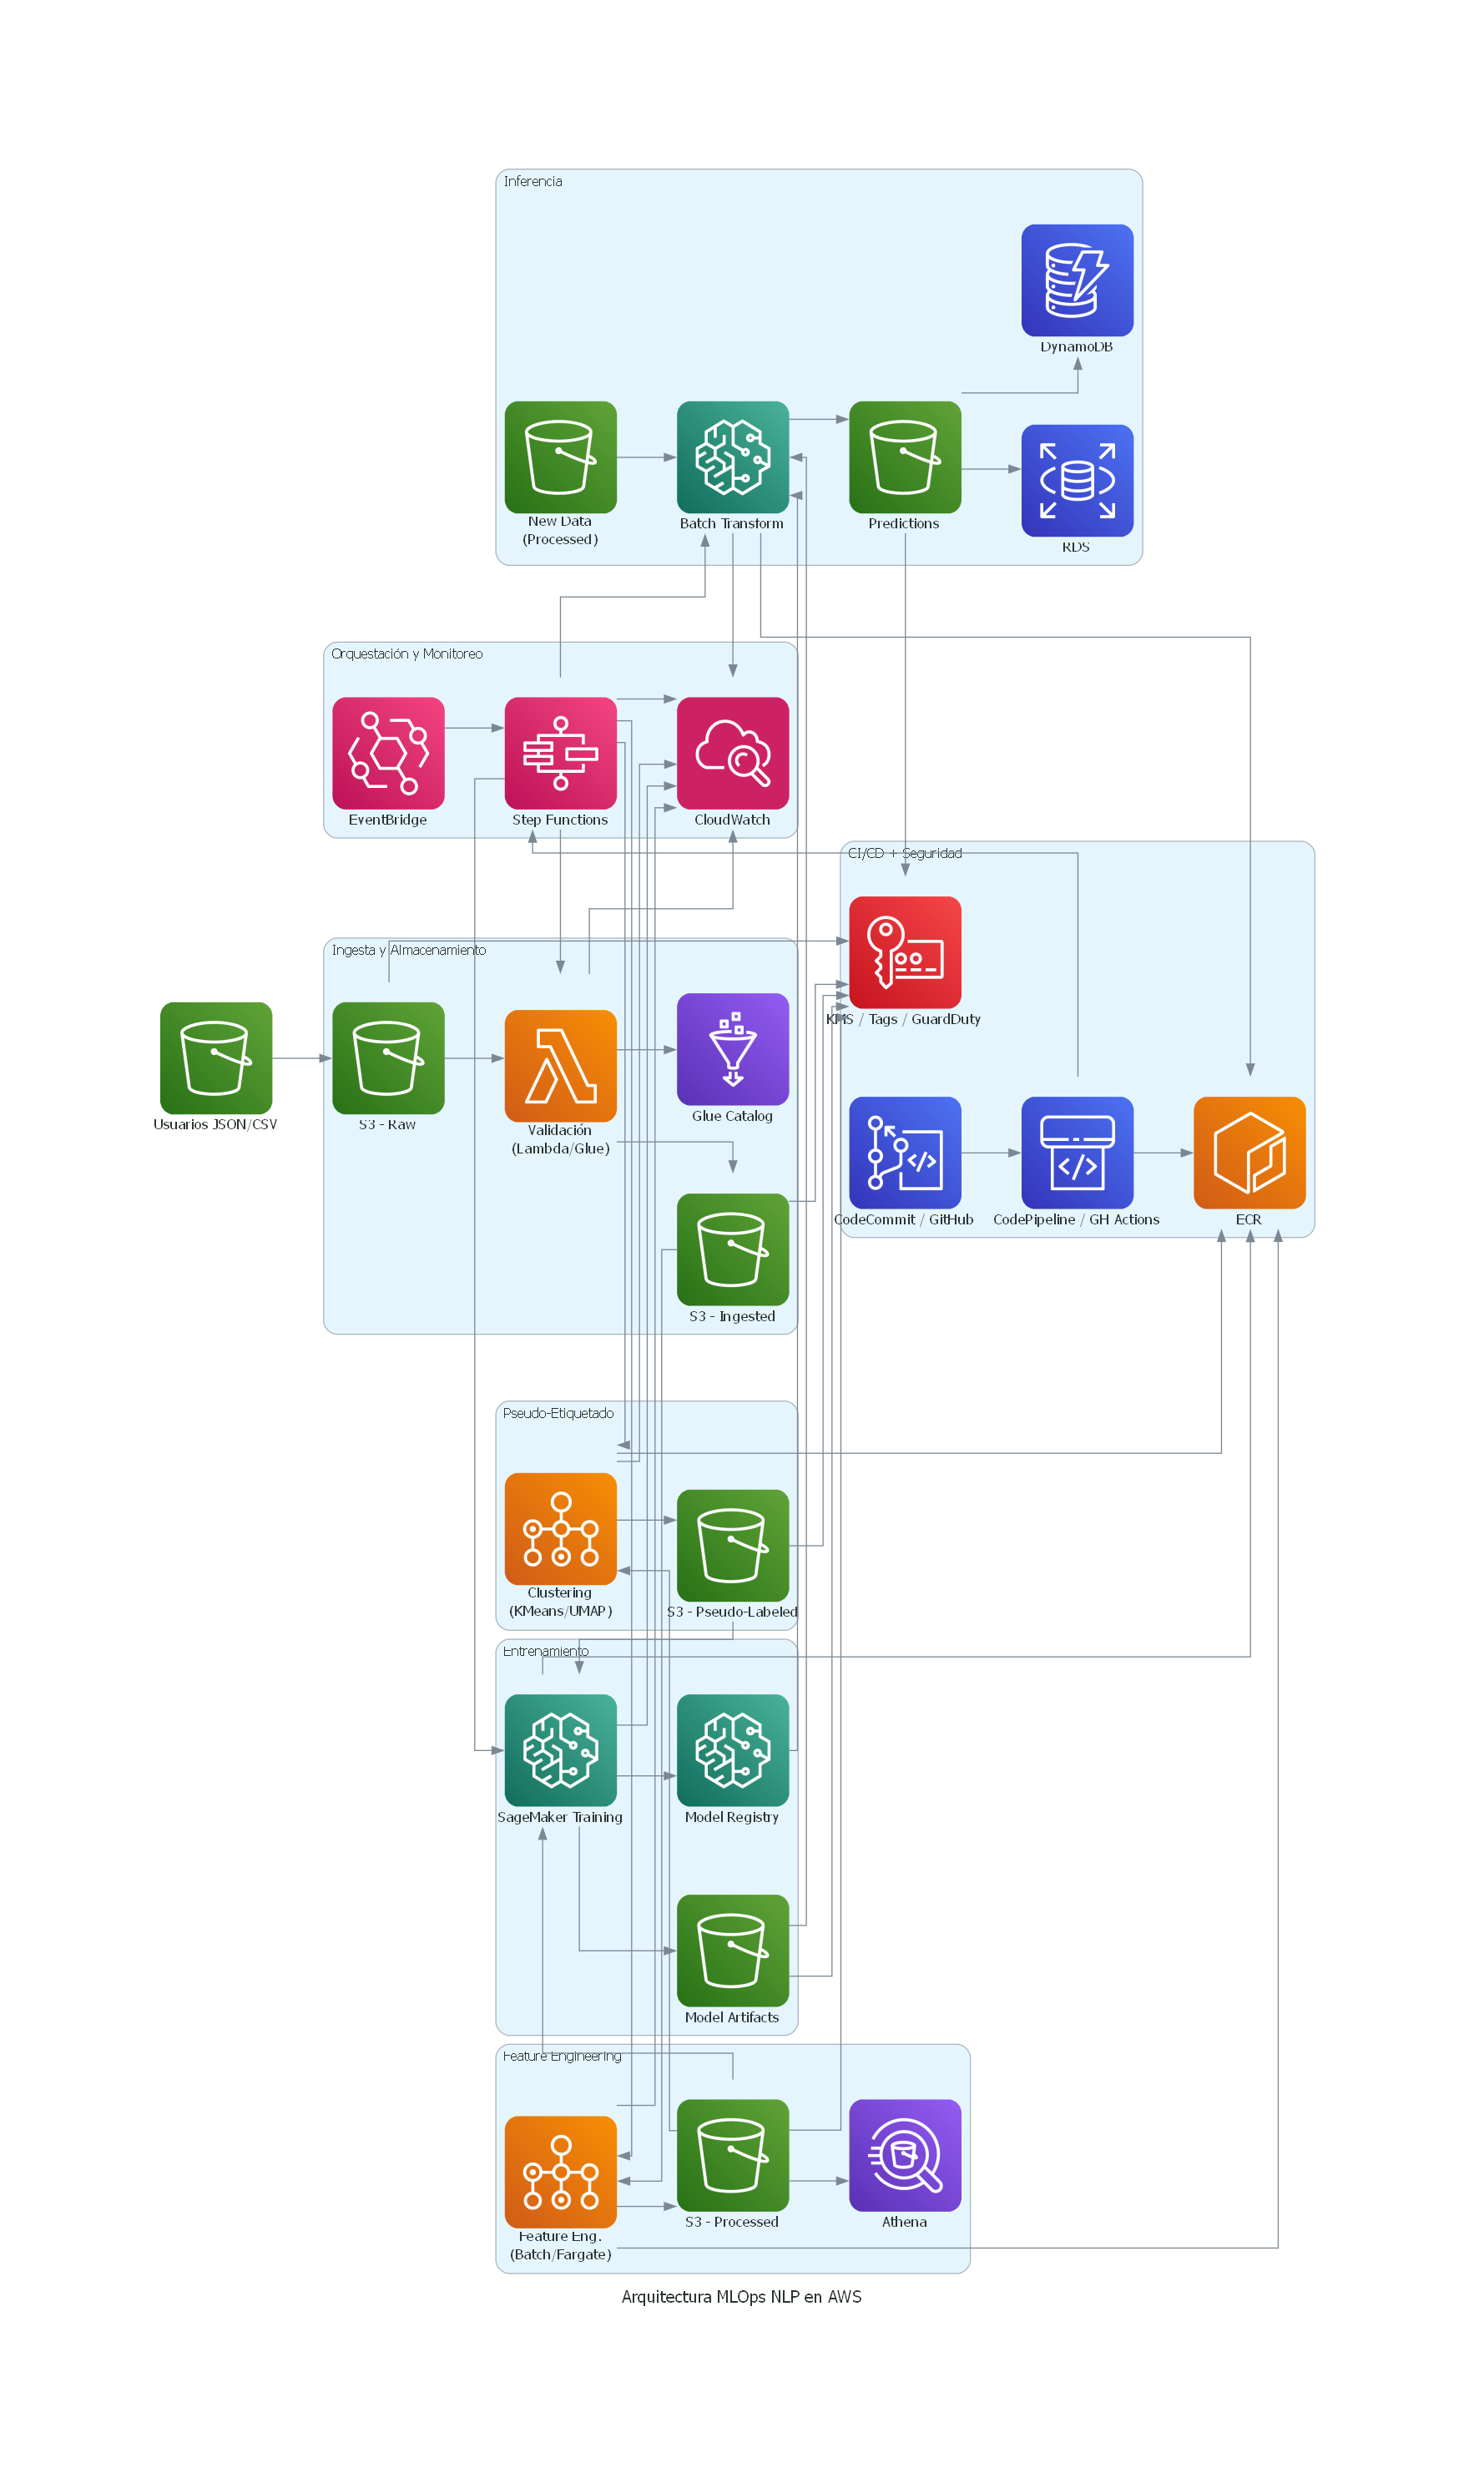 Inferencia
DynamoDB
New Data
(Processed)
Batch Transform
Predictions
RDS
Orquestación y Monitoreo
EventBridge
Step Functions
CloudWatch
CI/CD + Seguridad
KMS / Tags / GuardDuty
Ingesta y Almacenamiento
Usuarios JSON/CSV
S3 - Raw
Validación
(Lambda/Glue)
Glue Catalog
CodeCommit / GitHub
CodePipeline / GH Actions
ECR
S3 - Ingested
Pseudo-Etiquetado
Clustering
(KMeans/UMAP)
S3 - Pseudo-Labeled
Entrenamiento
SageMaker Training
Model Registry
Model Artifacts
Feature Engineering
Feature Eng.
(Batch/Fargate)
S3 - Processed
Athena
Arquitectura MLOps NLP en AWS